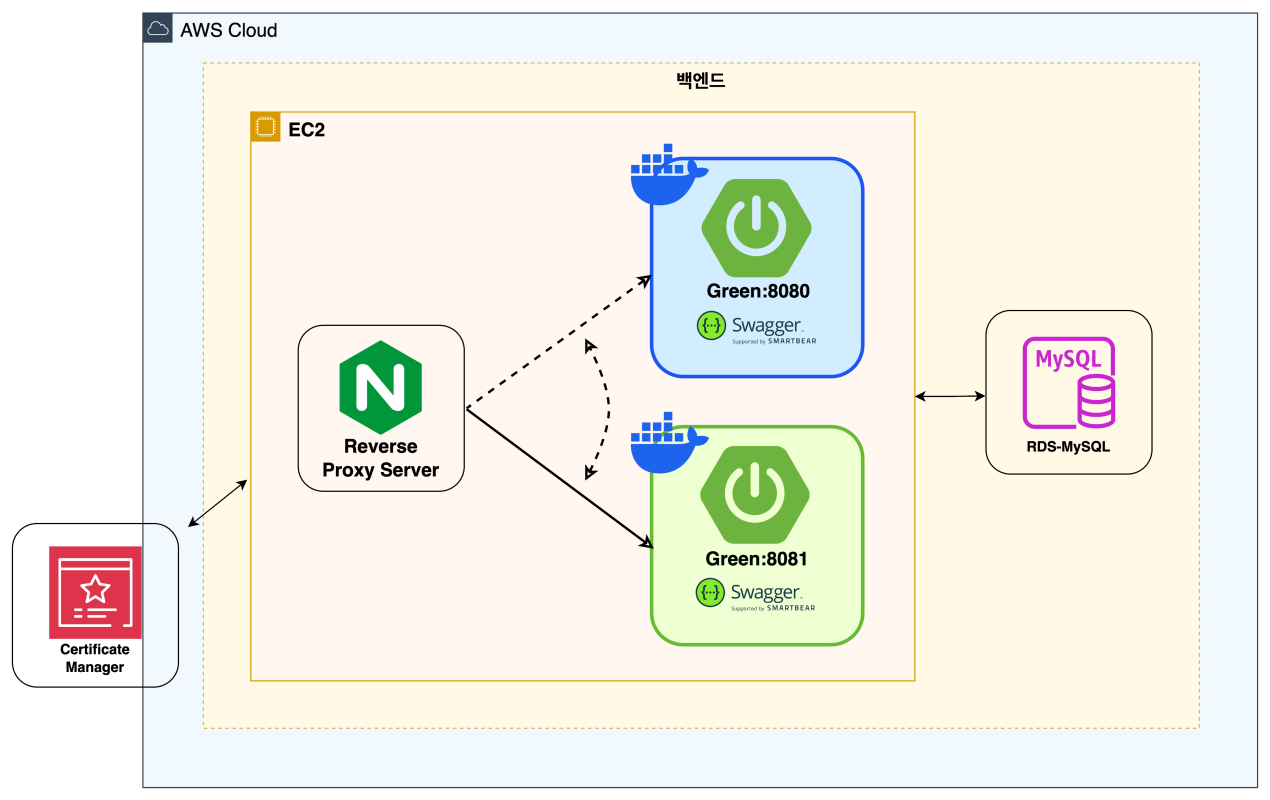 AWS Cloud
백엔드
EC2
Green:8080
Swagger
Supported by SMARTBEAR
Reverse
Proxy Server
MySQL
RDS-MySQL
Green:8081
Swagger
Supported by SMARTBEAR
Certificate
Manager